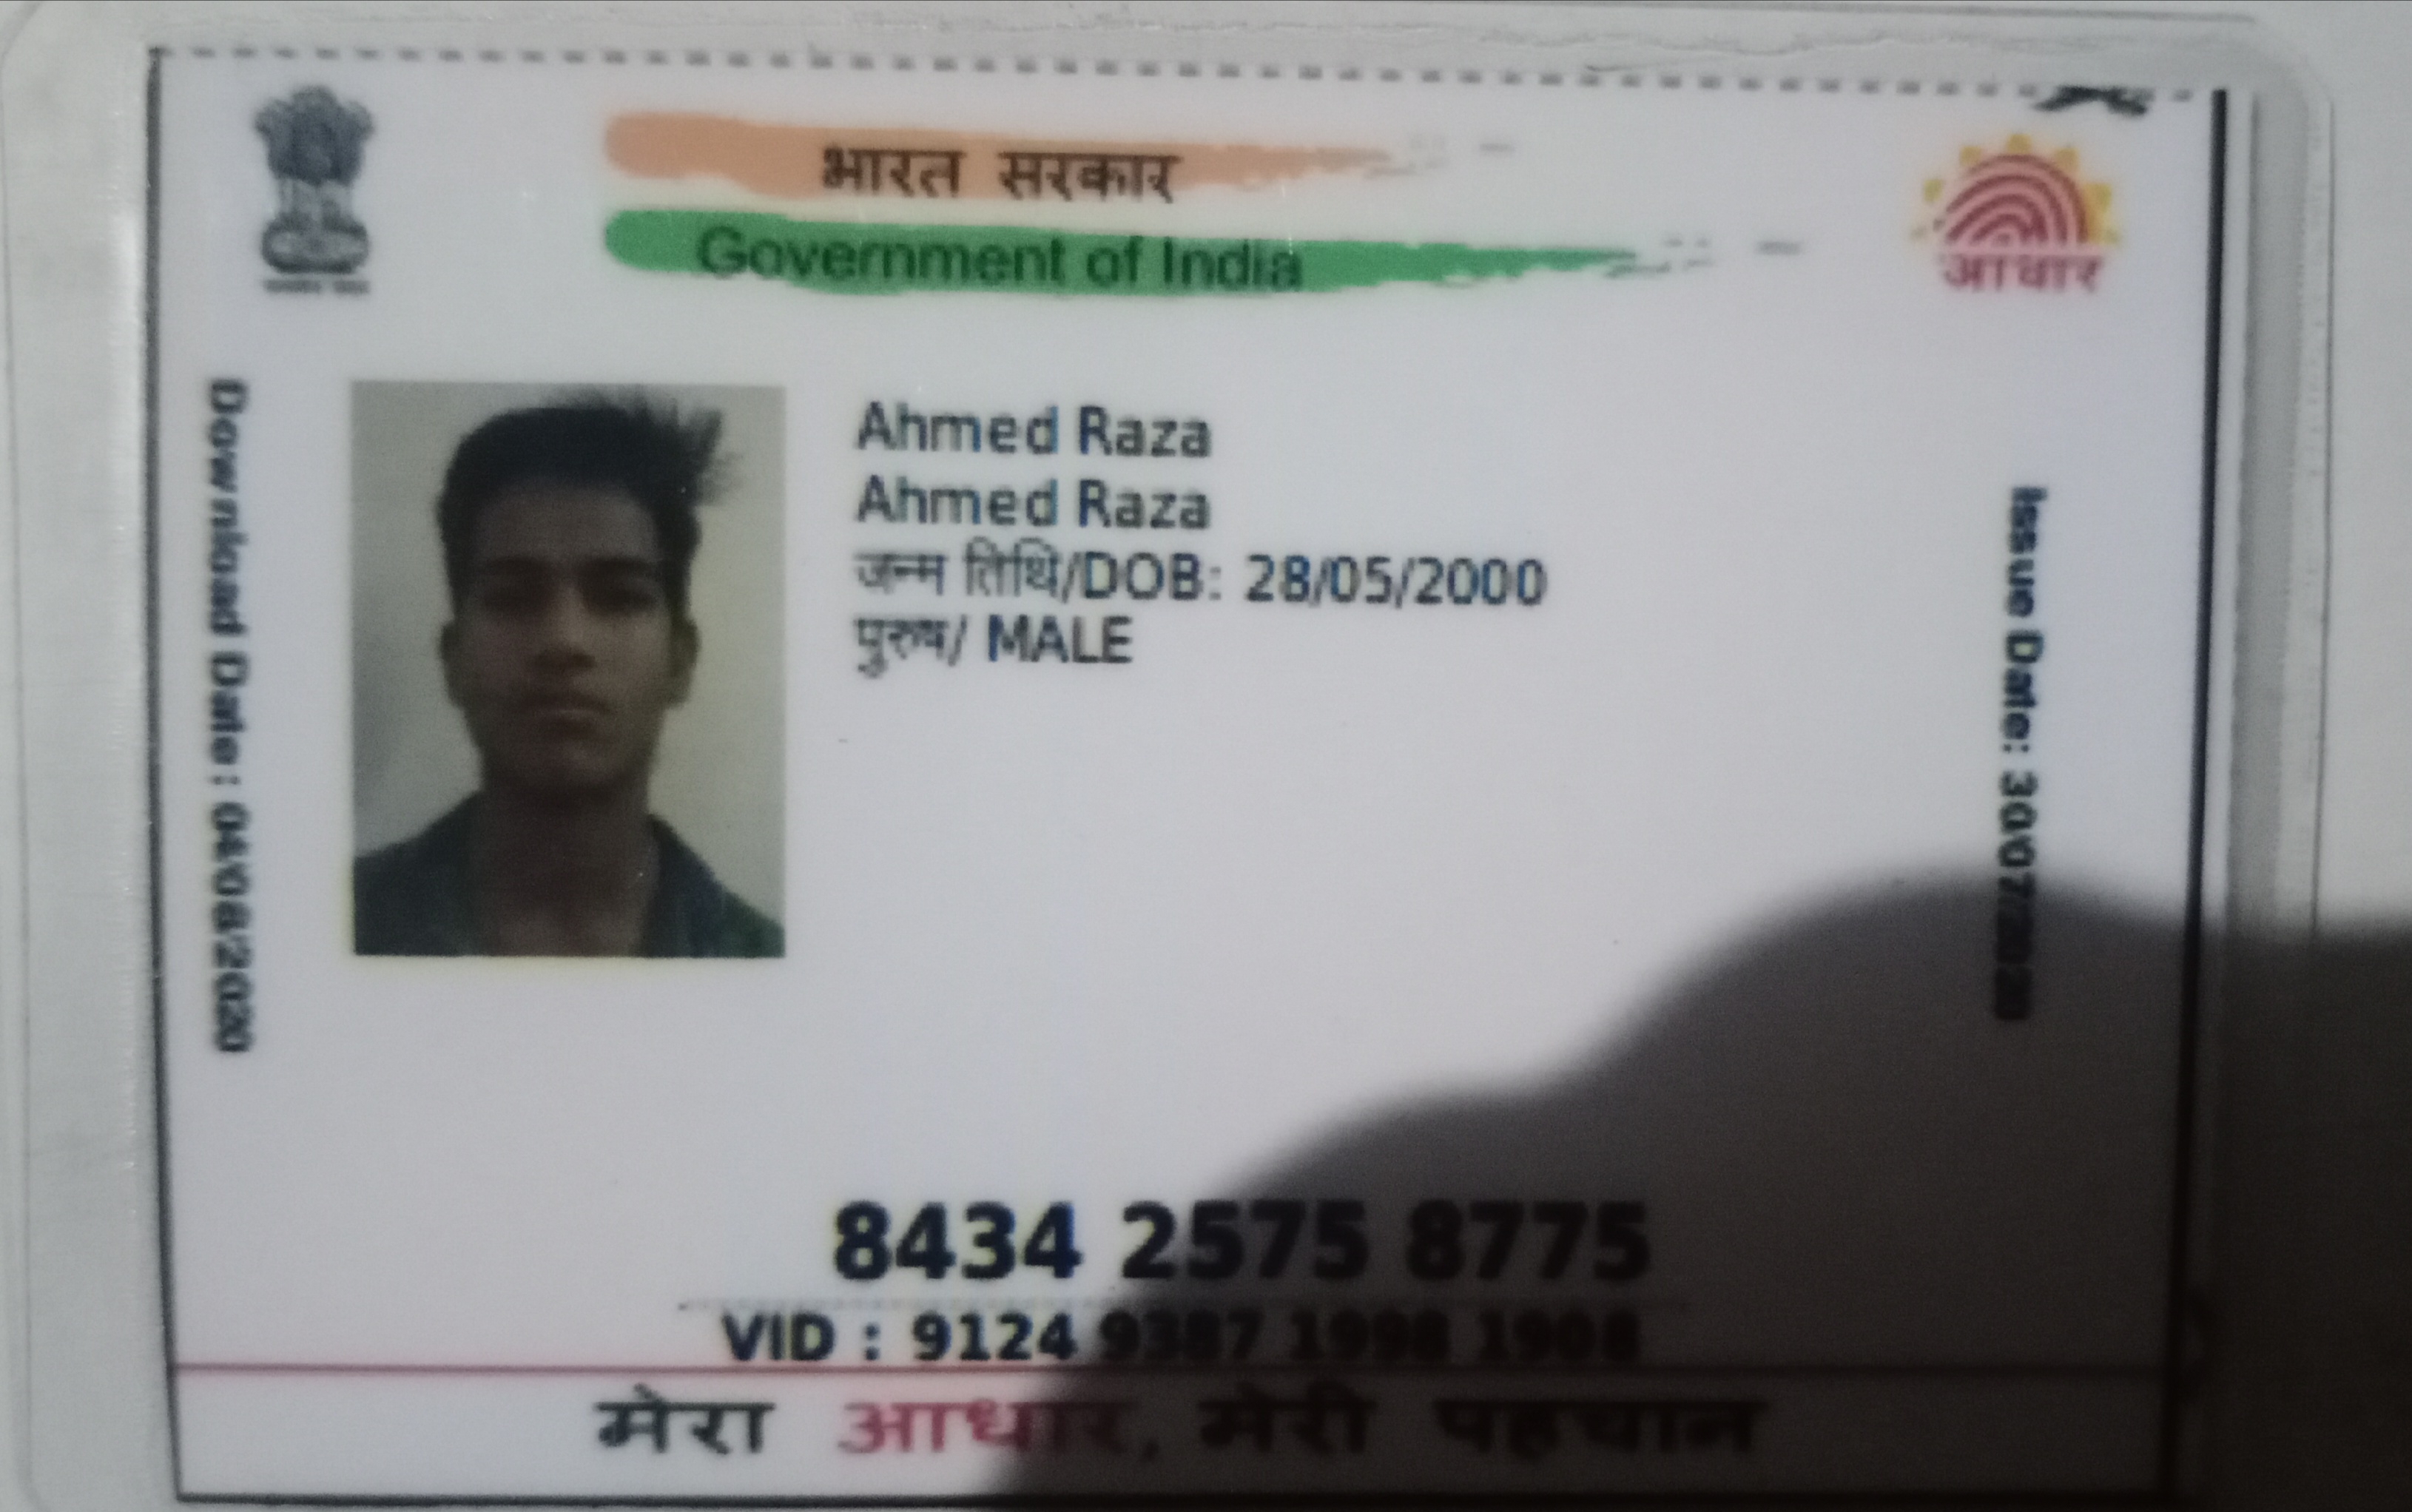 भारत सरकार
Government of India
आधार
Download Date: 04/08/2020
Ahmed Raza
Ahmed Raza
जन्म तिथि/DOB: 28/05/2000
पुरुष/ MALE
Issue Date: 30/07/2020
8434 2575 8775
VID : 9124 9387 1998 1908
मेरा आधार, मेरी पहचान